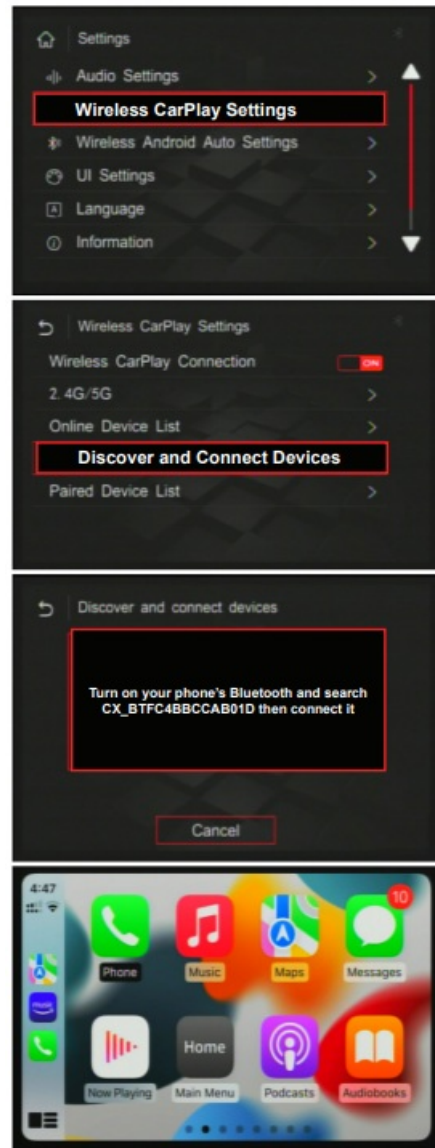 Settings
Audio Settings
Wireless CarPlay Settings
Wireless Android Auto Settings
UI Settings
A Language
Information
Wireless CarPlay Settings
Wireless CarPlay Connection
ON
2.4G/5G
Online Device List
Discover and Connect Devices
Paired Device List
Discover and connect devices
Turn on your phone's Bluetooth and search
CX_BTFC4BBCCAB01D then connect it
Cancel
4:47
10
Phone
Music
Maps
Messages
music
Home
Now Playing
Main Menu
Podcasts
Audiobooks